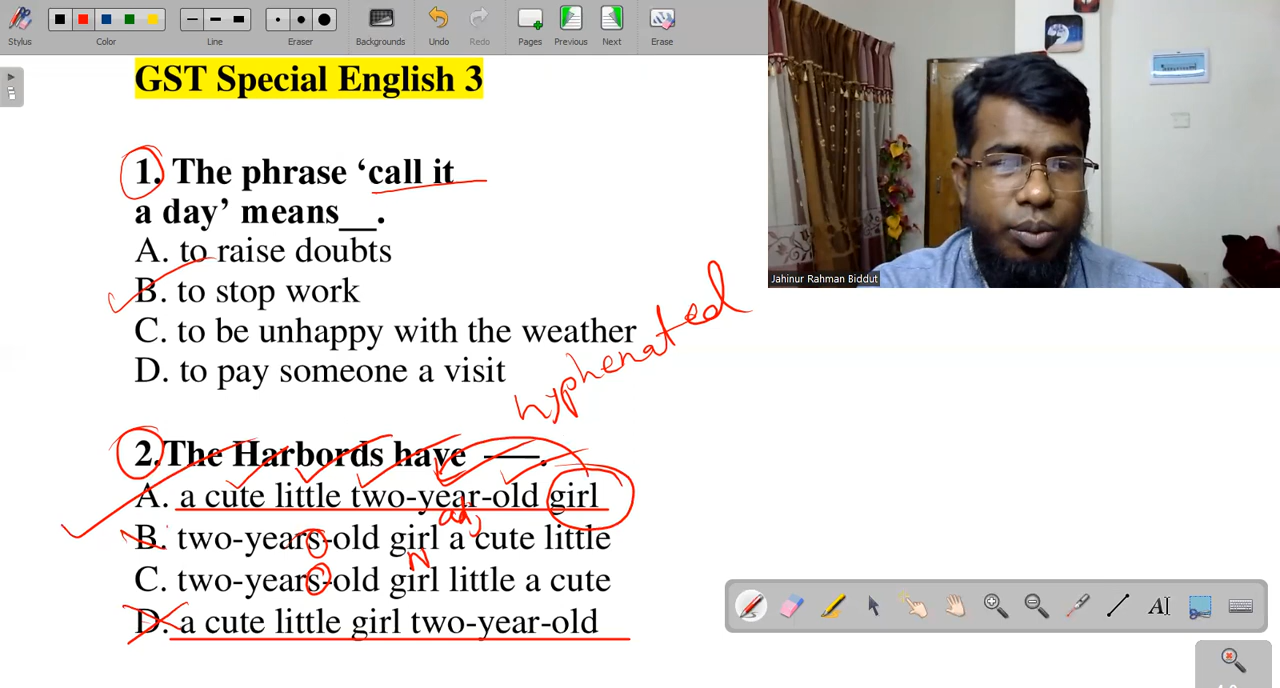 Stylus
Color
Line
Eraser
Backgrounds
Undo
Redo
Pages
Previous
Next
Erase
GST Special English 3
1. The phrase ‘call it
a day’ means__.
A. to raise doubts
B. to stop work
C. to be unhappy with the weather
D. to pay someone a visit
hyphenated
2.The Harbords have ——.
A. a cute little two-year-old girl
adj
B. two-years-old girl a cute little
N
C. two-years-old girl little a cute
D. a cute little girl two-year-old
Jahinur Rahman Biddut